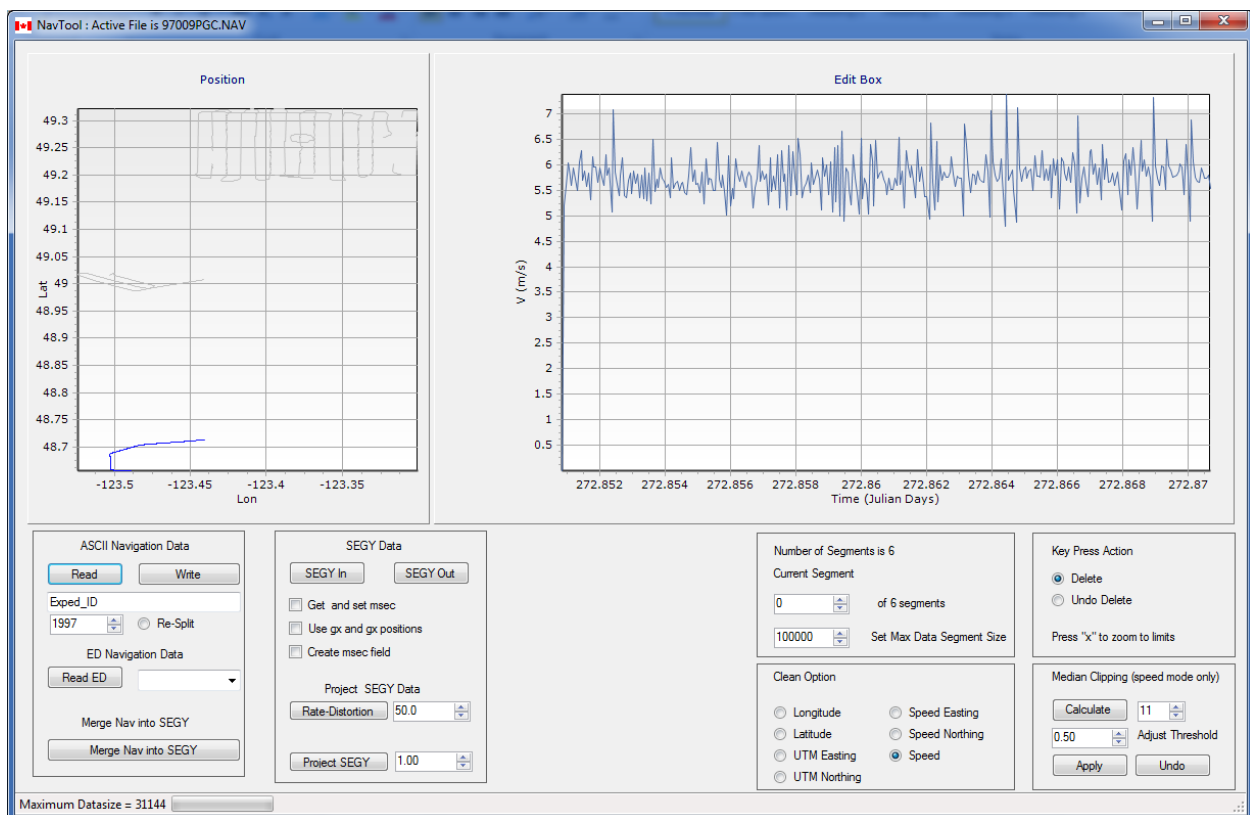 NavTool : Active File is 97009PGC.NAV
Position
49.3
49.25
49.2
49.15
49.1
49.05
49
48.95
48.9
48.85
48.8
48.75
48.7
Lat
-123.5
-123.45
-123.4
-123.35
Lon
Edit Box
7
6.5
6
5.5
5
4.5
4
3.5
3
2.5
2
1.5
1
0.5
V (m/s)
272.852
272.854
272.856
272.858
272.86
272.862
272.864
272.866
272.868
272.87
Time (Julian Days)
ASCII Navigation Data
Read
Write
Exped_ID
1997
Re-Split
ED Navigation Data
Read ED
Merge Nav into SEGY
Merge Nav into SEGY
SEGY Data
SEGY In
SEGY Out
Get and set msec
Use gx and gx positions
Create msec field
Project SEGY Data
Rate-Distortion
50.0
Project SEGY
1.00
Number of Segments is 6
Current Segment
0
of 6 segments
100000
Set Max Data Segment Size
Clean Option
Longitude
Speed Easting
Latitude
Speed Northing
UTM Easting
Speed
UTM Northing
Key Press Action
Delete
Undo Delete
Press "x" to zoom to limits
Median Clipping (speed mode only)
Calculate
11
0.50
Adjust Threshold
Apply
Undo
Maximum Datasize = 31144